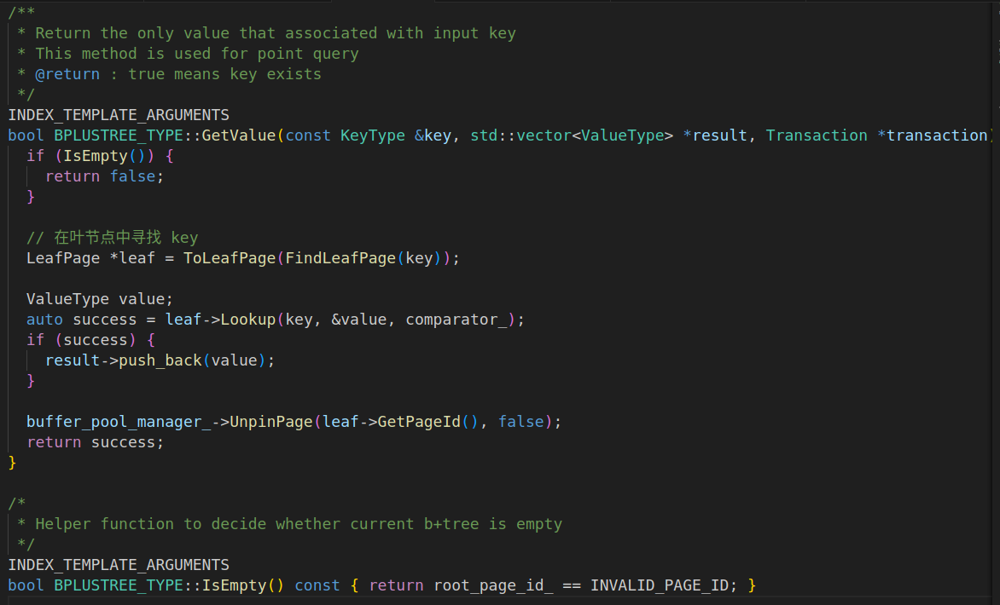 /**
 * Return the only value that associated with input key
 * This method is used for point query
 * @return : true means key exists
 */
INDEX_TEMPLATE_ARGUMENTS
bool BPLUSTREE_TYPE::GetValue(const KeyType &key, std::vector<ValueType> *result, Transaction *transaction)
  if (IsEmpty()) {
    return false;
  }

  // 在叶节点中寻找 key
  LeafPage *leaf = ToLeafPage(FindLeafPage(key));

  ValueType value;
  auto success = leaf->Lookup(key, &value, comparator_);
  if (success) {
    result->push_back(value);
  }

  buffer_pool_manager_->UnpinPage(leaf->GetPageId(), false);
  return success;
}

/*
 * Helper function to decide whether current b+tree is empty
 */
INDEX_TEMPLATE_ARGUMENTS
bool BPLUSTREE_TYPE::IsEmpty() const { return root_page_id_ == INVALID_PAGE_ID; }